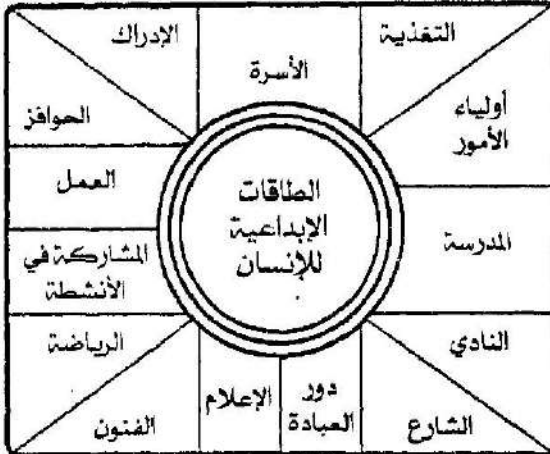 التغذية
الأسرة
الإدراك
الحوافز
أولياء
الأمور
العمل
الطاقات
الإبداعية
للإنسان
المدرسة
المشاركة في
الأنشطة
النادي
الرياضة
الشارع
دور
العبادة
الإعلام
الفنون